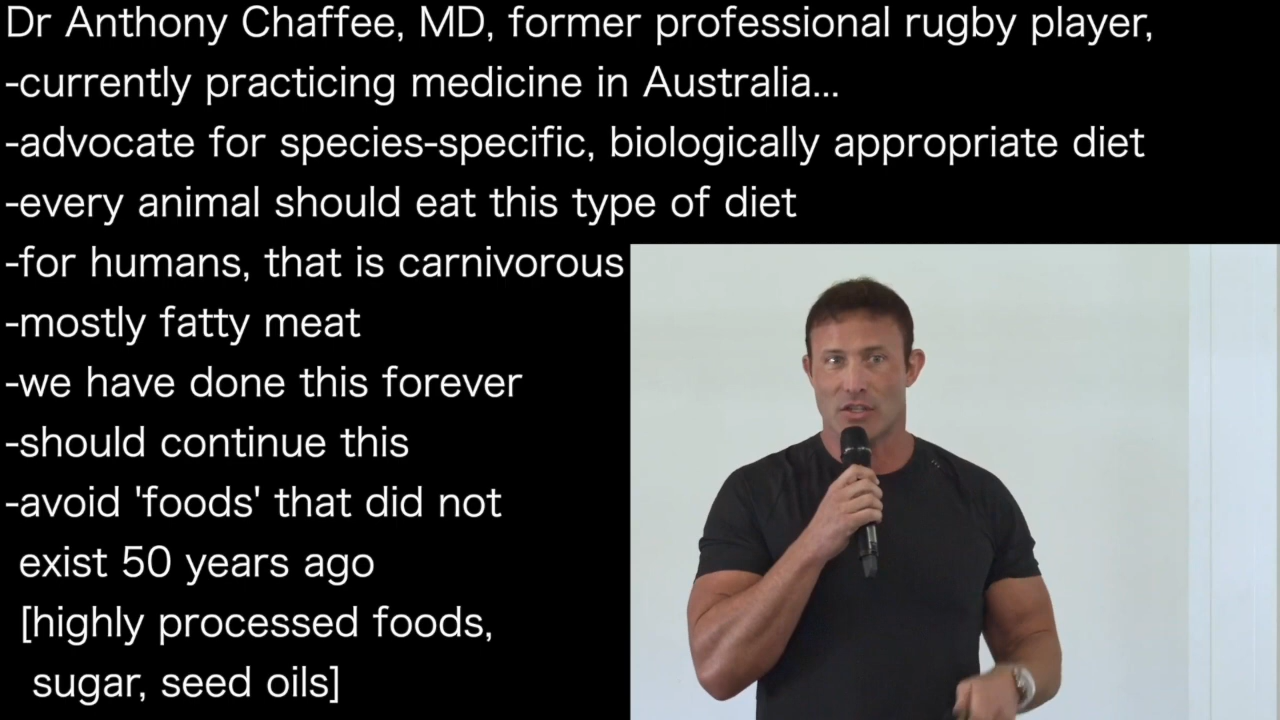 Dr Anthony Chaffee, MD, former professional rugby player,
-currently practicing medicine in Australia...
-advocate for species-specific, biologically appropriate diet
-every animal should eat this type of diet
-for humans, that is carnivorous
-mostly fatty meat
-we have done this forever
-should continue this
-avoid 'foods' that did not
exist 50 years ago
[highly processed foods,
sugar, seed oils]